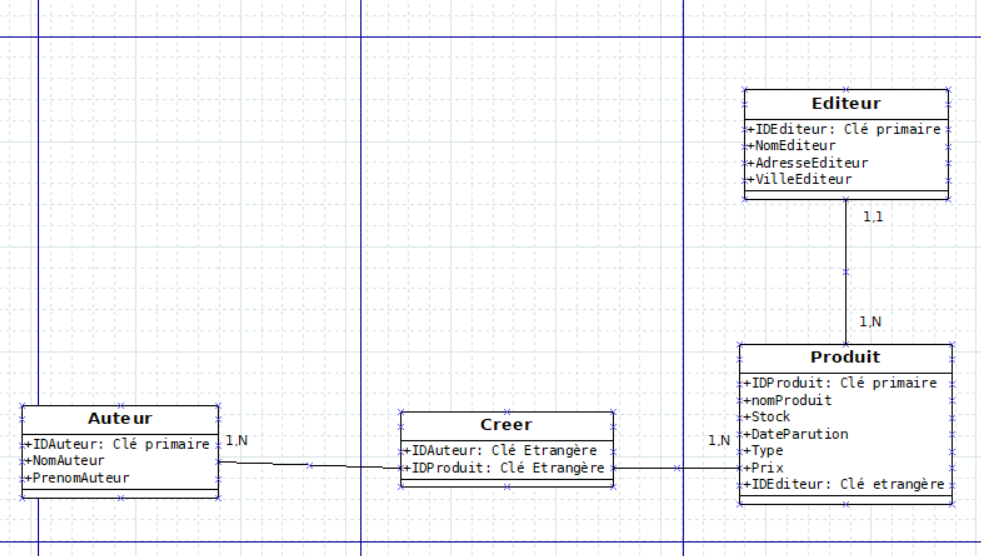 Editeur
+IDEditeur: Clé primaire
+NomEditeur
+AdresseEditeur
+VilleEditeur
1,1
1,N
Produit
+IDProduit: Clé primaire
+nomProduit
+Stock
+DateParution
+Type
+Prix
+IDEditeur: Clé etrangère
Auteur
+IDAuteur: Clé primaire
+NomAuteur
+PrenomAuteur
1,N
Creer
+IDAuteur: Clé Etrangère
+IDProduit: Clé Etrangère
1,N